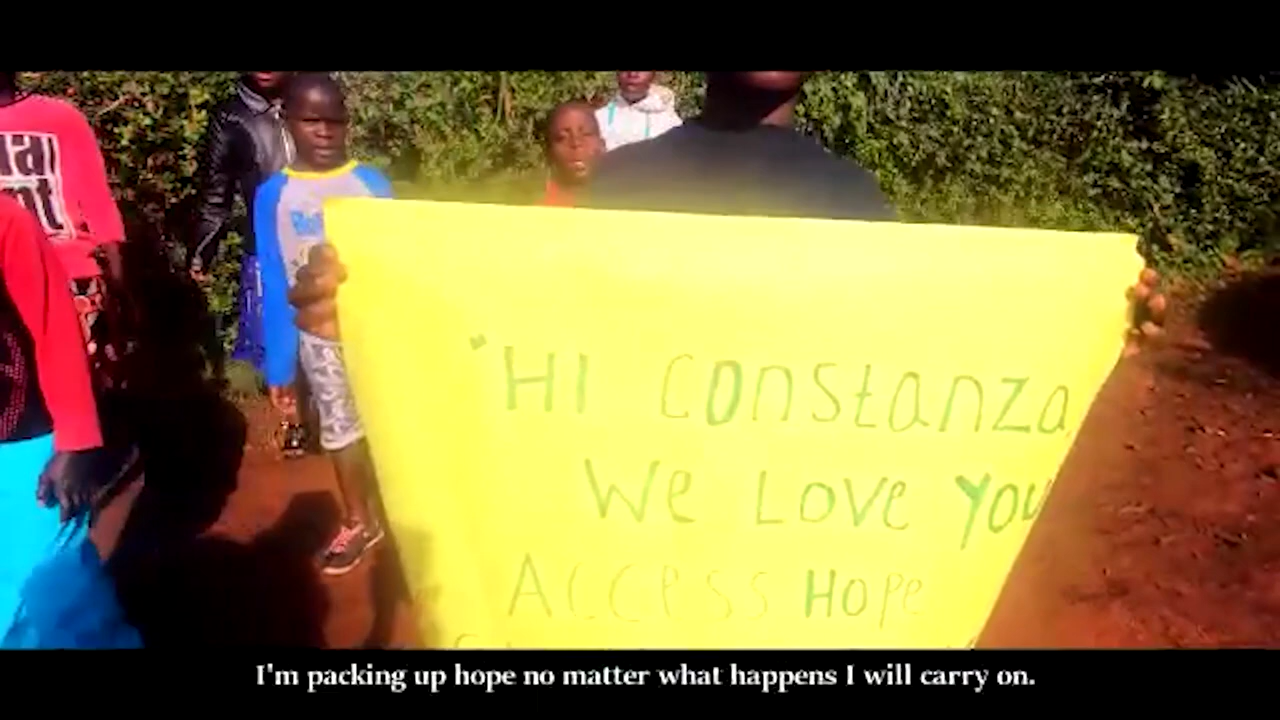 "HI Constanza,
We Love You
ACCESS HOPE
I'm packing up hope no matter what happens I will carry on.